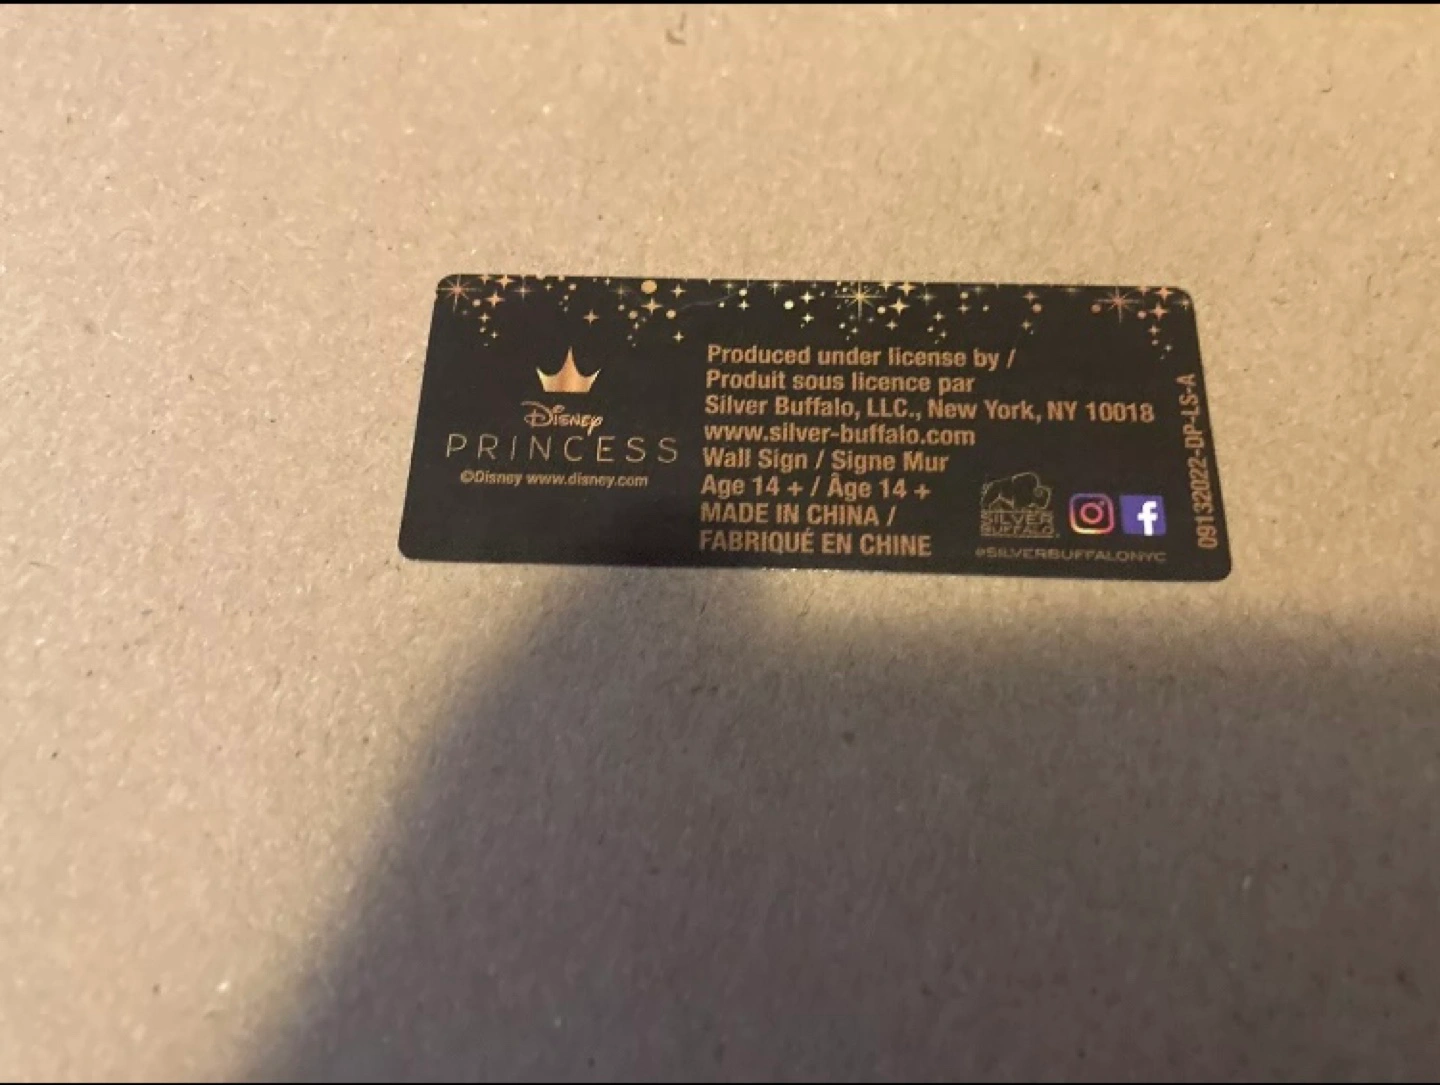 Disney
PRINCESS
©Disney www.disney.com
Produced under license by /
Produit sous licence par
Silver Buffalo, LLC., New York, NY 10018
www.silver-buffalo.com
Wall Sign / Signe Mur
Age 14 + / Âge 14 +
MADE IN CHINA /
FABRIQUÉ EN CHINE
SILVER
BUFFALO
@SILVERBUFFALONYC
09132022-DP-LS-A